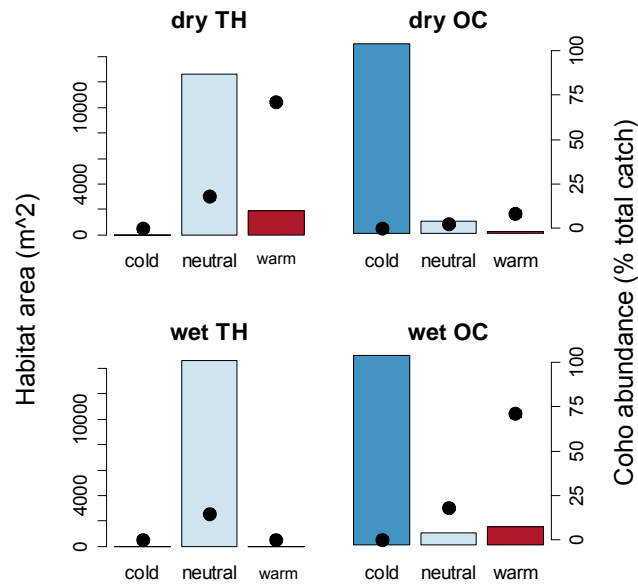 dry TH
dry OC
10000
4000
0
100
75
50
25
0
cold neutral warm
cold neutral warm
Habitat area (m^2)
Coho abundance (% total catch)
wet TH
wet OC
10000
4000
0
100
75
50
25
0
cold neutral warm
cold neutral warm